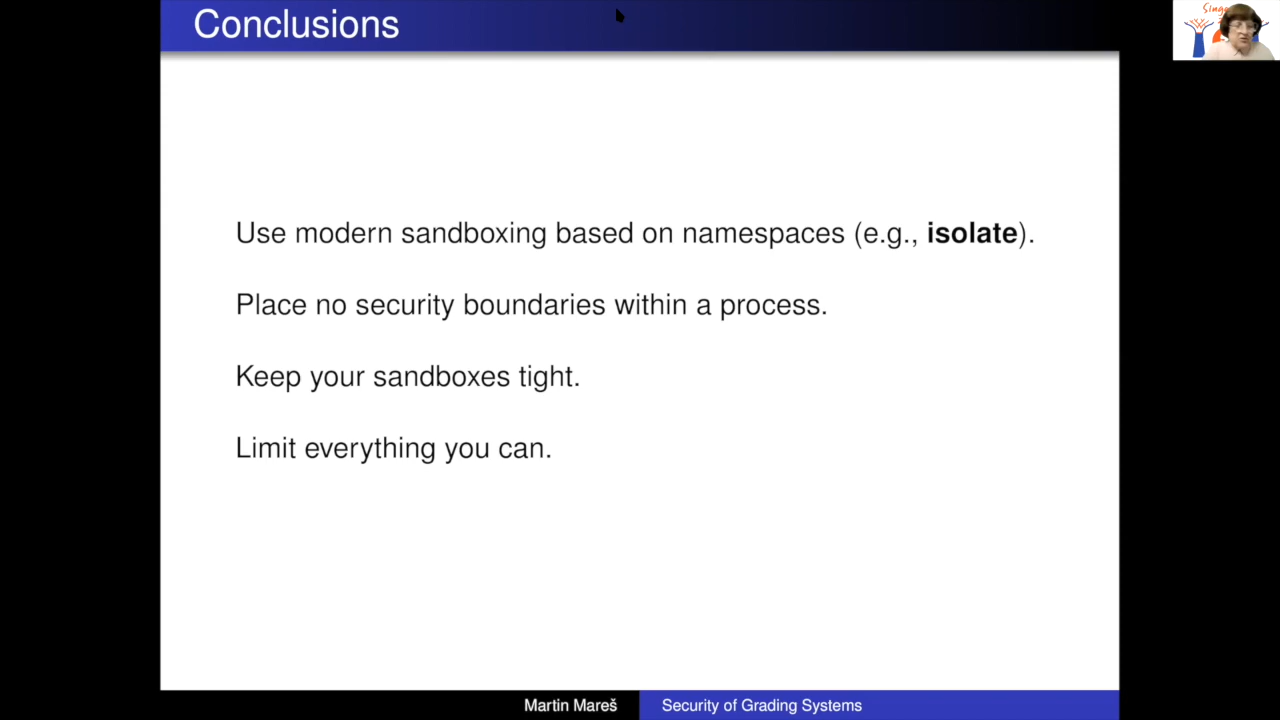 Conclusions
Use modern sandboxing based on namespaces (e.g., isolate).
Place no security boundaries within a process.
Keep your sandboxes tight.
Limit everything you can.
Martin Mareš
Security of Grading Systems